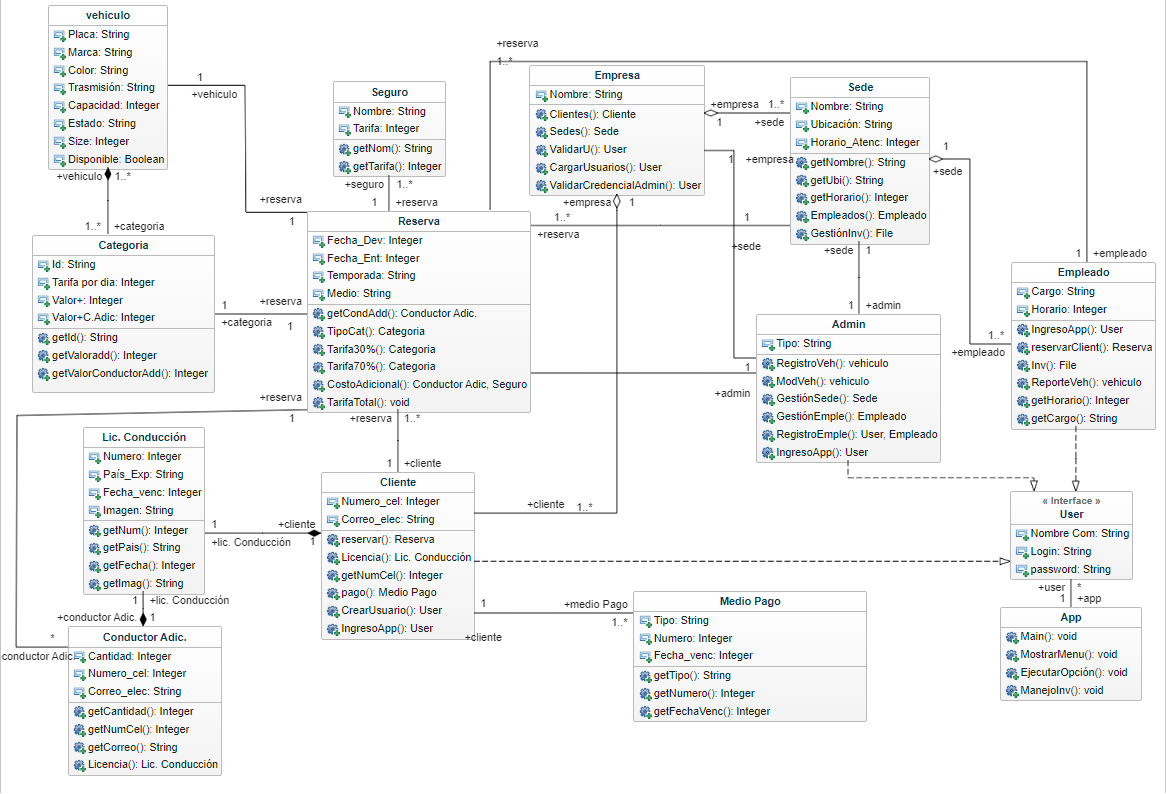 vehiculo
Placa: String
Marca: String
Color: String
Trasmisión: String
Capacidad: Integer
Estado: String
Size: Integer
Disponible: Boolean
1
+vehiculo
+vehiculo
1..*
1..*
+categoria
Categoria
Id: String
Tarifa por dia: Integer
Valor+: Integer
Valor+C.Adic: Integer
getId(): String
getValoradd(): Integer
getValorConductorAdd(): Integer
Seguro
Nombre: String
Tarifa: Integer
getNom(): String
getTarifa(): Integer
+seguro
1..*
1
+reserva
+reserva
1
+reserva
1..*
Empresa
Nombre: String
Clientes(): Cliente
Sedes(): Sede
ValidarU(): User
CargarUsuarios(): User
ValidarCredencialAdmin(): User
+empresa
1..*
1
+sede
1
+empresa
+empresa
1
Sede
Nombre: String
Ubicación: String
Horario_Atenc: Integer
getNombre(): String
getUbi(): String
getHorario(): Integer
Empleados(): Empleado
GestiónInv(): File
1
+sede
1..*
+reserva
1
+sede
+sede
1
1
+admin
Reserva
Fecha_Dev: Integer
Fecha_Ent: Integer
Temporada: String
Medio: String
getCondAdd(): Conductor Adic.
TipoCat(): Categoria
Tarifa30%(): Categoria
Tarifa70%(): Categoria
CostoAdicional(): Conductor Adic, Seguro
TarifaTotal(): void
1
+categoria
+reserva
1
+reserva
1
+reserva
1..*
1
+cliente
1
+empleado
Empleado
Cargo: String
Horario: Integer
IngresoApp(): User
reservarClient(): Reserva
Inv(): File
ReporteVeh(): vehiculo
getHorario(): Integer
getCargo(): String
1..*
+empleado
Admin
Tipo: String
RegistroVeh(): vehiculo
ModVeh(): vehiculo
GestiónSede(): Sede
GestiónEmple(): Empleado
RegistroEmple(): User, Empleado
IngresoApp(): User
1
+admin
Lic. Conducción
Numero: Integer
País_Exp: String
Fecha_venc: Integer
Imagen: String
getNum(): Integer
getPais(): String
getFecha(): Integer
getImag(): String
1
+lic. Conducción
+cliente
1
1
+lic. Conducción
+conductor Adic.
1
Cliente
Numero_cel: Integer
Correo_elec: String
reservar(): Reserva
Licencia(): Lic. Conducción
getNumCel(): Integer
pago(): Medio Pago
CrearUsuario(): User
IngresoApp(): User
+cliente
1..*
1
+cliente
+medio Pago
1..*
« Interface »
User
Nombre Com: String
Login: String
password: String
+user
*
1
+app
App
Main(): void
MostrarMenu(): void
EjecutarOpción(): void
ManejoInv(): void
Medio Pago
Tipo: String
Numero: Integer
Fecha_venc: Integer
getTipo(): String
getNumero(): Integer
getFechaVenc(): Integer
*
conductor Adic
Conductor Adic.
Cantidad: Integer
Numero_cel: Integer
Correo_elec: String
getCantidad(): Integer
getNumCel(): Integer
getCorreo(): String
Licencia(): Lic. Conducción